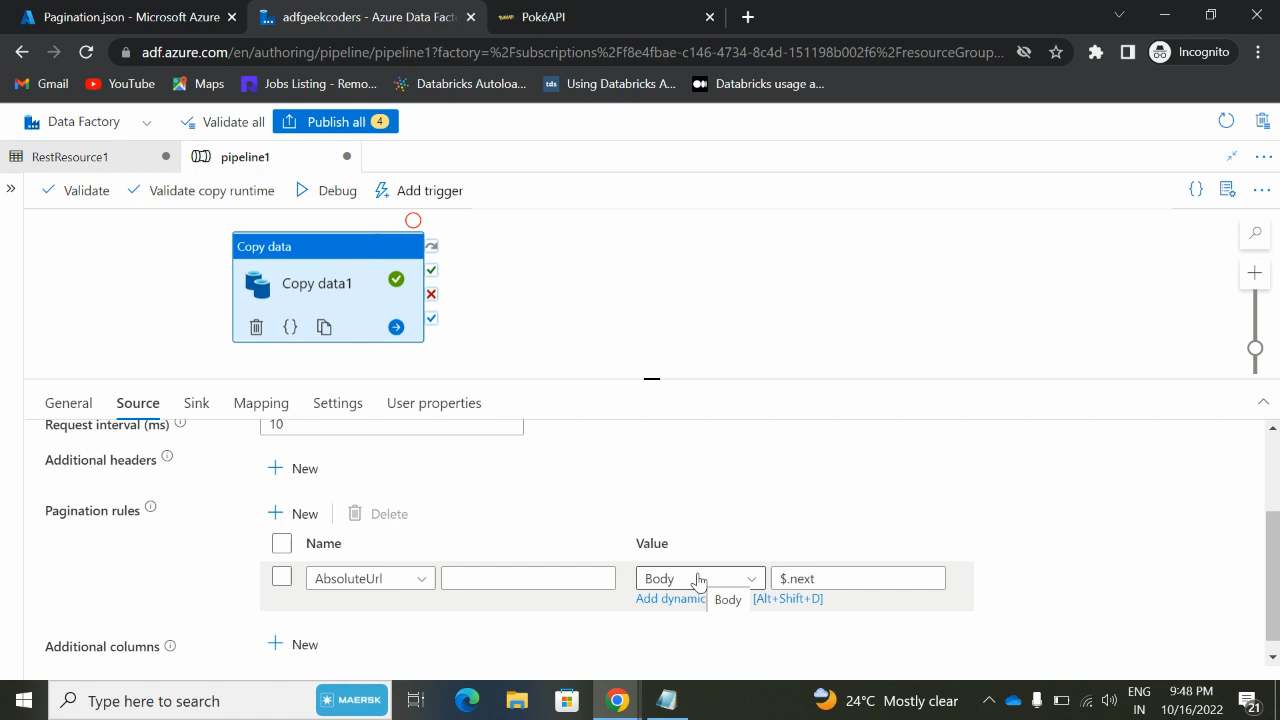 Pagination.json - Microsoft Azure
adfgeekcoders - Azure Data Fact
PokéAPI
adf.azure.com/en/authoring/pipeline/pipeline1?factory=%2Fsubscriptions%2Ff8e4fbae-c146-4734-8c4d-151198b002f6%2FresourceGroup...
Incognito
Gmail
YouTube
Maps
Jobs Listing - Remo...
Databricks Autoloa...
tds
Using Databricks A...
Databricks usage a...
Data Factory
Validate all
Publish all 4
RestResource1
pipeline1
Validate
Validate copy runtime
Debug
Add trigger
Copy data
Copy data1
General
Source
Sink
Mapping
Settings
User properties
Request interval (ms)
10
Additional headers
New
Pagination rules
New
Delete
Name
Value
AbsoluteUrl
Body
$.next
Add dynamic
[Alt+Shift+D]
Body
Additional columns
New
Type here to search
MAERSK
24°C Mostly clear
ENG
IN
9:48 PM
10/16/2022
21